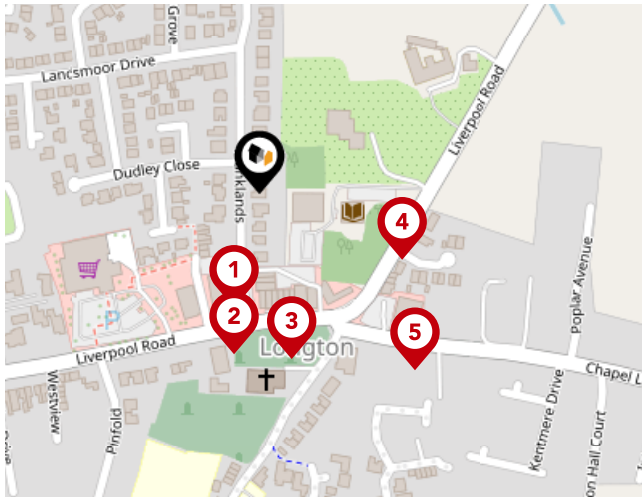 Grove
Lancsmoor Drive
Liverpool Road
Dudley Close
nklands
4
1
2
3
5
Longton
Poplar Avenue
Liverpool Road
Chapel L
Westview
Pinfold
Kentmere Drive
on Hall Court